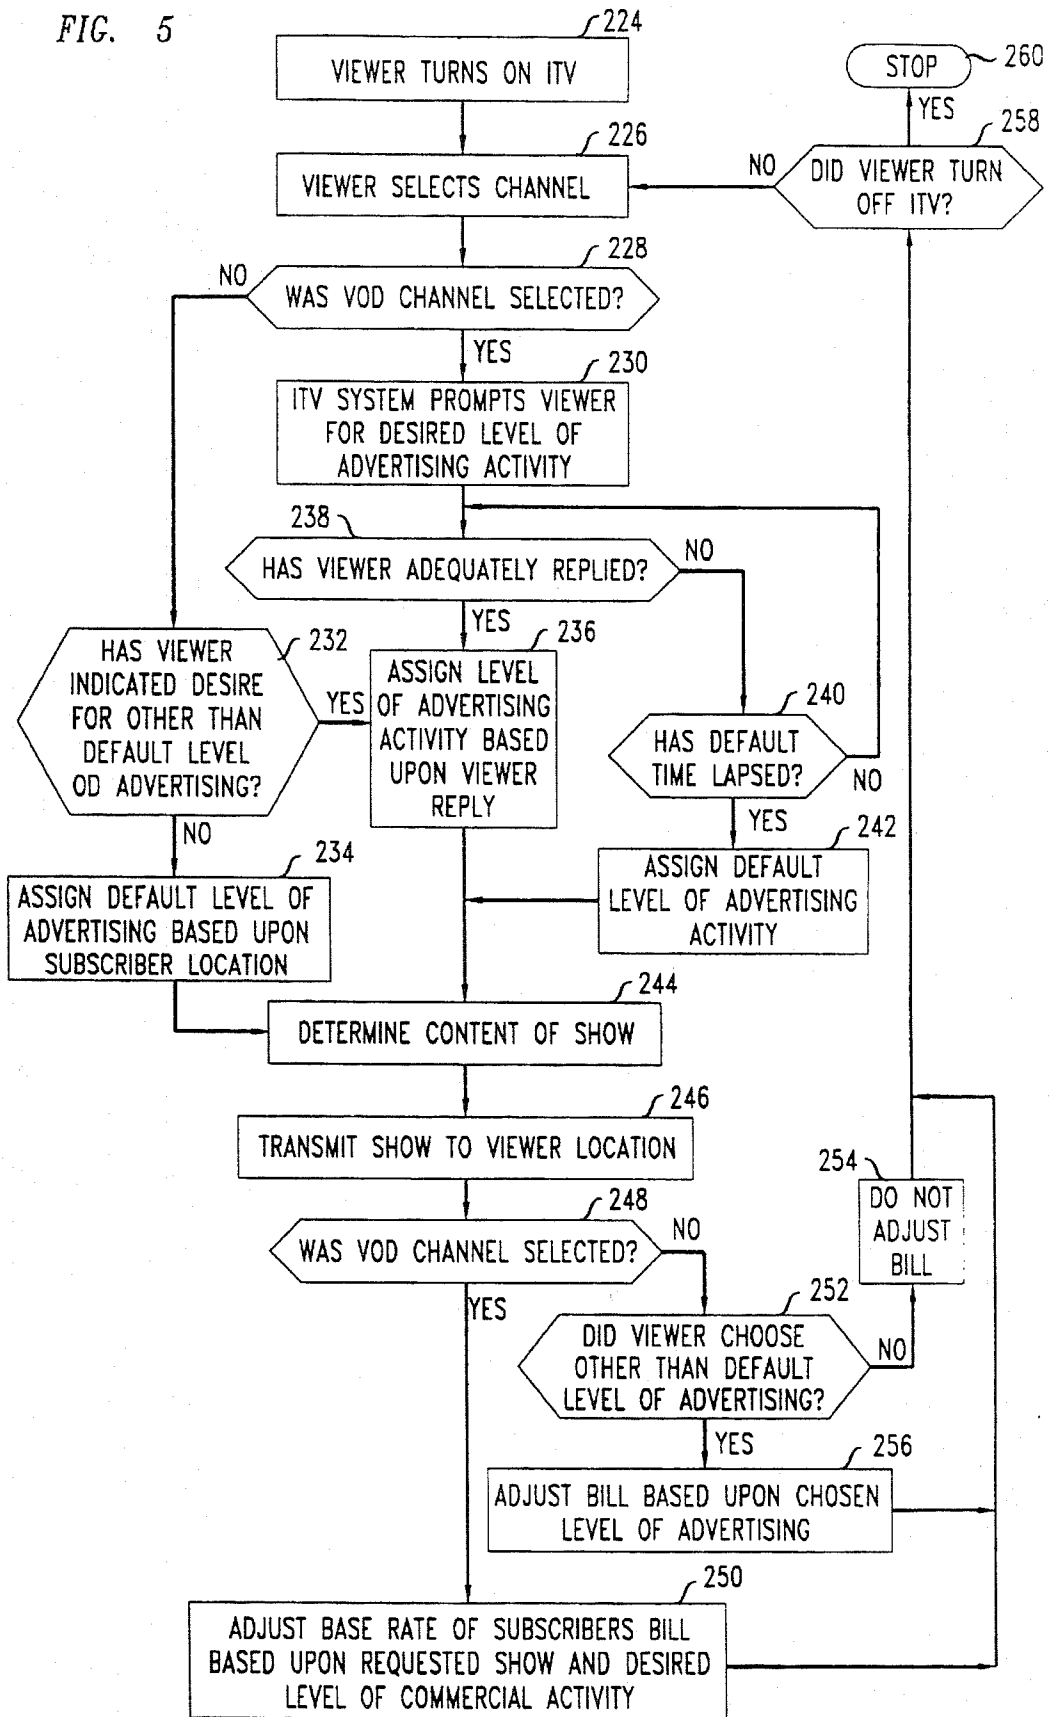 FIG. 5
224
VIEWER TURNS ON ITV
STOP
260
YES
258
DID VIEWER TURN
OFF ITV?
NO
226
VIEWER SELECTS CHANNEL
228
NO
WAS VOD CHANNEL SELECTED?
YES
230
ITV SYSTEM PROMPTS VIEWER
FOR DESIRED LEVEL OF
ADVERTISING ACTIVITY
238
HAS VIEWER ADEQUATELY REPLIED?
NO
YES
232
HAS VIEWER
INDICATED DESIRE
FOR OTHER THAN
DEFAULT LEVEL
OD ADVERTISING?
YES
236
ASSIGN LEVEL
OF ADVERTISING
ACTIVITY BASED
UPON VIEWER
REPLY
240
HAS DEFAULT
TIME LAPSED?
NO
YES
NO
234
ASSIGN DEFAULT LEVEL OF
ADVERTISING BASED UPON
SUBSCRIBER LOCATION
242
ASSIGN DEFAULT
LEVEL OF ADVERTISING
ACTIVITY
244
DETERMINE CONTENT OF SHOW
246
TRANSMIT SHOW TO VIEWER LOCATION
248
WAS VOD CHANNEL SELECTED?
NO
YES
254
DO NOT
ADJUST
BILL
252
DID VIEWER CHOOSE
OTHER THAN DEFAULT
LEVEL OF ADVERTISING?
NO
YES
256
ADJUST BILL BASED UPON CHOSEN
LEVEL OF ADVERTISING
250
ADJUST BASE RATE OF SUBSCRIBERS BILL
BASED UPON REQUESTED SHOW AND DESIRED
LEVEL OF COMMERCIAL ACTIVITY